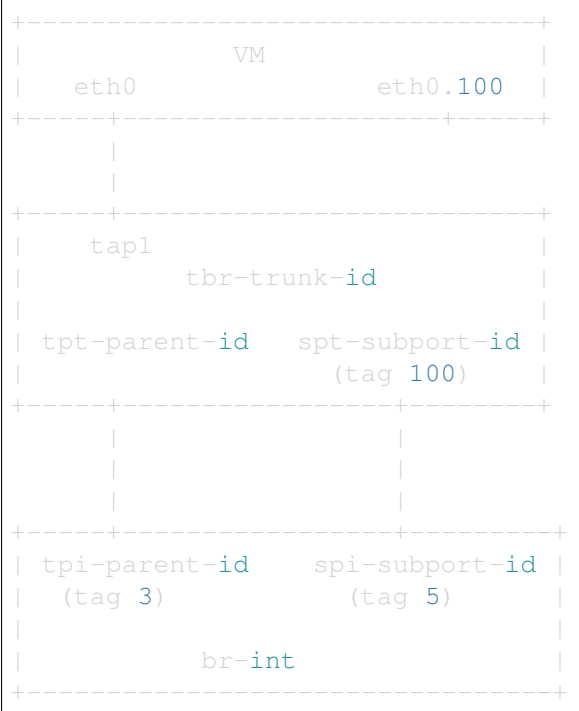 +-------------------------------+
|             VM                |
|   eth0               eth0.100 |
+-----+--------------------+-----+
      |
      |
+-----+--------------------------+
|    tap1                        |
|          tbr-trunk-id          |
|                                |
| tpt-parent-id   spt-subport-id |
|                   (tag 100)    |
+-----+-----------------+--------+
      |                 |
      |                 |
      |                 |
+-----+-----------------+---------+
| tpi-parent-id    spi-subport-id |
|  (tag 3)           (tag 5)      |
|                                 |
|           br-int                |
+---------------------------------+